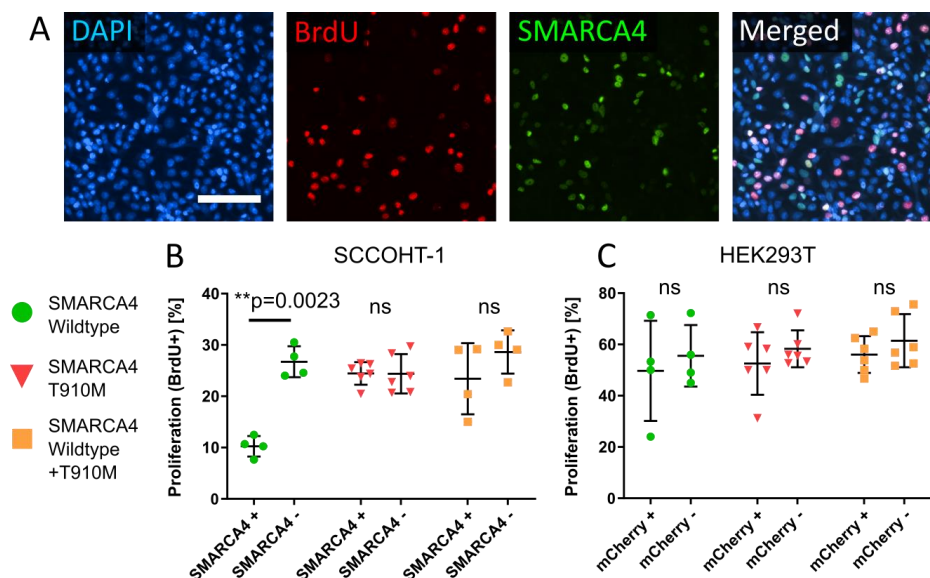 A
DAPI
BrdU
SMARCA4
Merged
SMARCA4
Wildtype
SMARCA4
T910M
SMARCA4
Wildtype
+T910M
B
SCCOHT-1
Proliferation (BrdU+) [%]
40
30
20
10
0
**p=0.0023
ns
ns
SMARCA4 +
SMARCA4 -
SMARCA4 +
SMARCA4 -
SMARCA4 +
SMARCA4 -
C
HEK293T
Proliferation (BrdU+) [%]
80
60
40
20
0
ns
ns
ns
mCherry +
mCherry -
mCherry +
mCherry -
mCherry +
mCherry -